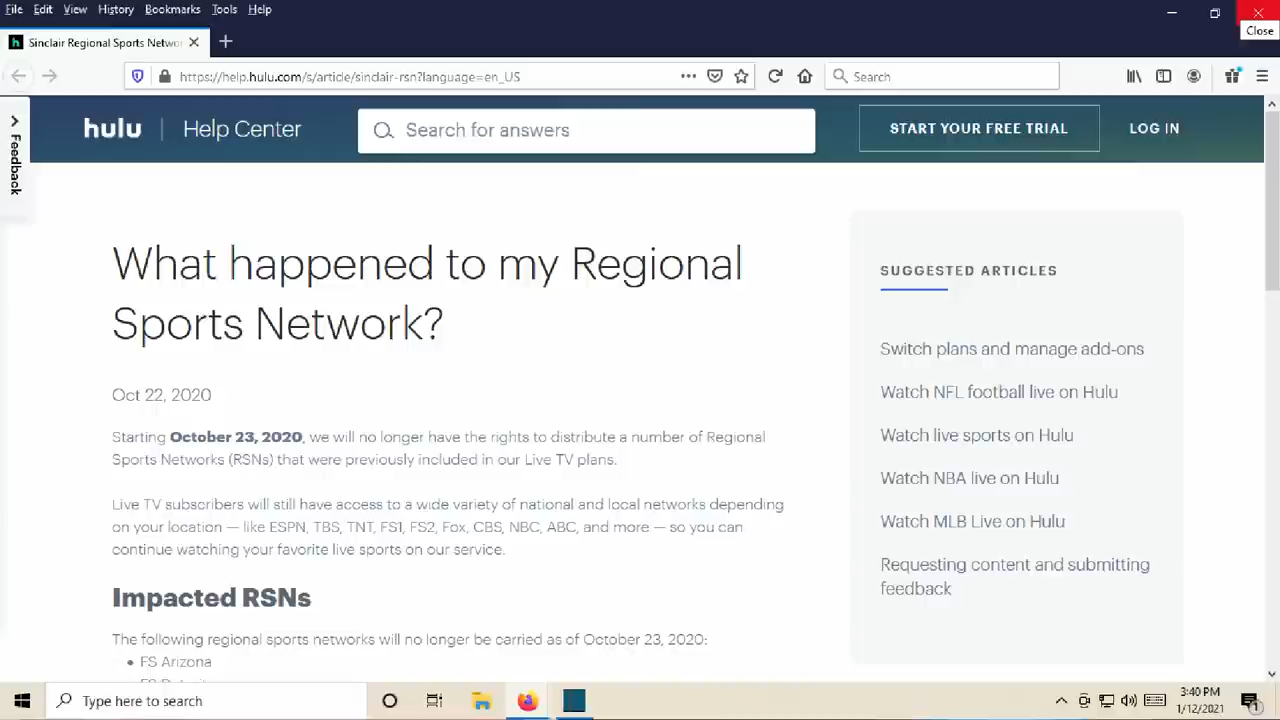 File Edit View History Bookmarks Tools Help
Close
Sinclair Regional Sports Netwo
https://help.hulu.com/s/article/sinclair-rsn?language=en_US
Search
Feedback
hulu Help Center
Search for answers
START YOUR FREE TRIAL
LOG IN
What happened to my Regional
Sports Network?
Oct 22, 2020
Starting October 23, 2020, we will no longer have the rights to distribute a number of Regional
Sports Networks (RSNs) that were previously included in our Live TV plans.
Live TV subscribers will still have access to a wide variety of national and local networks depending
on your location — like ESPN, TBS, TNT, FS1, FS2, Fox, CBS, NBC, ABC, and more — so you can
continue watching your favorite live sports on our service.
Impacted RSNs
The following regional sports networks will no longer be carried as of October 23, 2020:
• FS Arizona
SUGGESTED ARTICLES
Switch plans and manage add-ons
Watch NFL football live on Hulu
Watch live sports on Hulu
Watch NBA live on Hulu
Watch MLB Live on Hulu
Requesting content and submitting
feedback
Type here to search
3:40 PM
1/12/2021
1